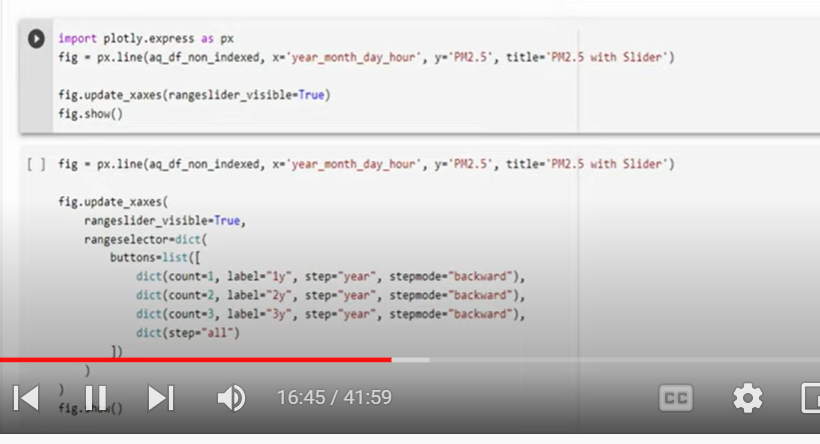 import plotly.express as px
fig = px.line(aq_df_non_indexed, x='year_month_day_hour', y='PM2.5', title='PM2.5 with Slider')
fig.update_xaxes(rangeslider_visible=True)
fig.show()
[ ] fig = px.line(aq_df_non_indexed, x='year_month_day_hour', y='PM2.5', title='PM2.5 with Slider')
fig.update_xaxes(
rangeslider_visible=True,
rangeselector=dict(
buttons=list([
dict(count=1, label="1y", step="year", stepmode="backward"),
dict(count=2, label="2y", step="year", stepmode="backward"),
dict(count=3, label="3y", step="year", stepmode="backward"),
dict(step="all")
])
)
)
fig.show()
16:45 / 41:59
CC